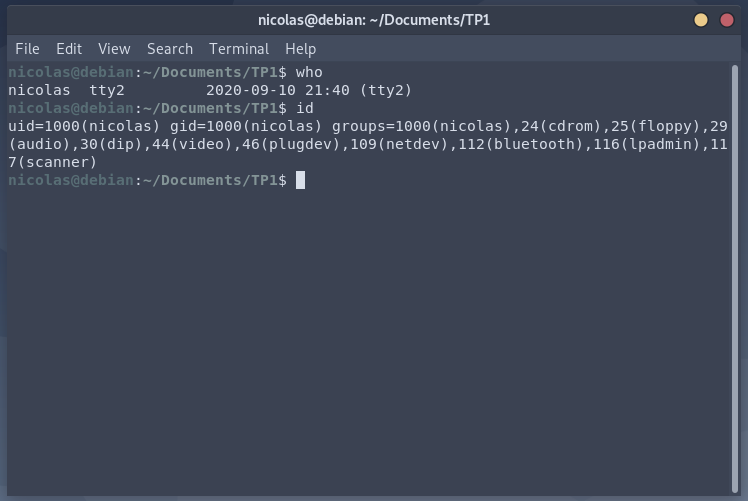 nicolas@debian: ~/Documents/TP1
File Edit View Search Terminal Help
nicolas@debian:~/Documents/TP1$ who
nicolas  tty2         2020-09-10 21:40 (tty2)
nicolas@debian:~/Documents/TP1$ id
uid=1000(nicolas) gid=1000(nicolas) groups=1000(nicolas),24(cdrom),25(floppy),29
(audio),30(dip),44(video),46(plugdev),109(netdev),112(bluetooth),116(lpadmin),11
7(scanner)
nicolas@debian:~/Documents/TP1$